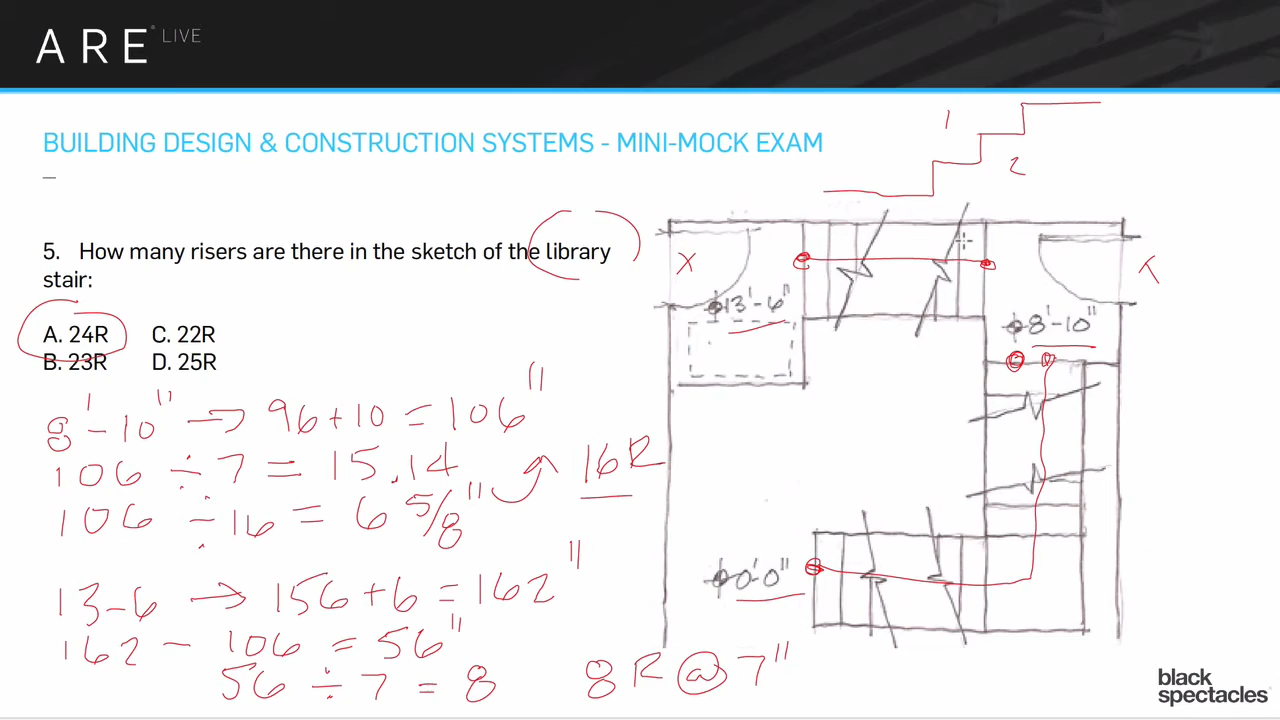 ARE LIVE
BUILDING DESIGN & CONSTRUCTION SYSTEMS - MINI-MOCK EXAM
5. How many risers are there in the sketch of the library
stair:
A. 24R C. 22R
B. 23R D. 25R
8'-10" → 96+10 = 106"
106 ÷ 7 = 15.14 16R
106 ÷ 16 = 6 5/8"
13-6 → 156+6 = 162"
162 - 106 = 56"
56 ÷ 7 = 8 8R@7"
1
2
X
13'-6"
8'-10"
0'-0"
black
spectacles